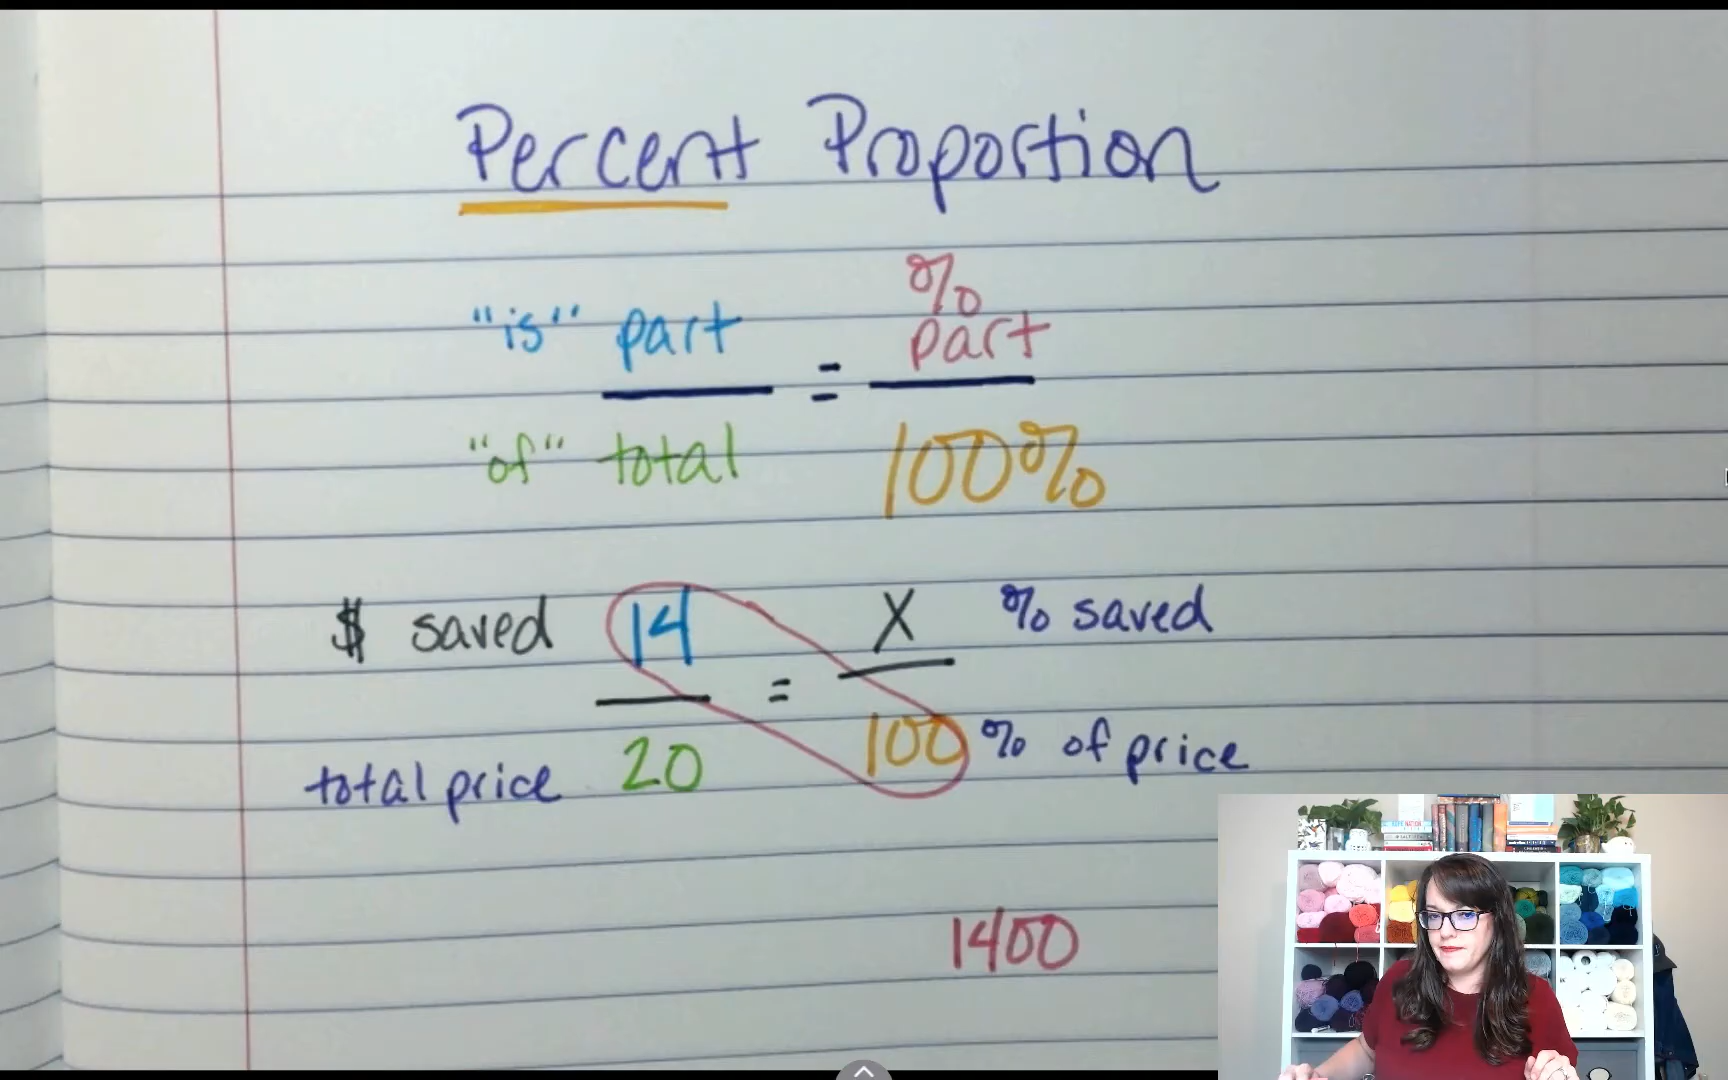 Percent Proportion
"is" part = % part
"of" total 100%
$ saved 14 = X % saved
total price 20 100 % of price
1400